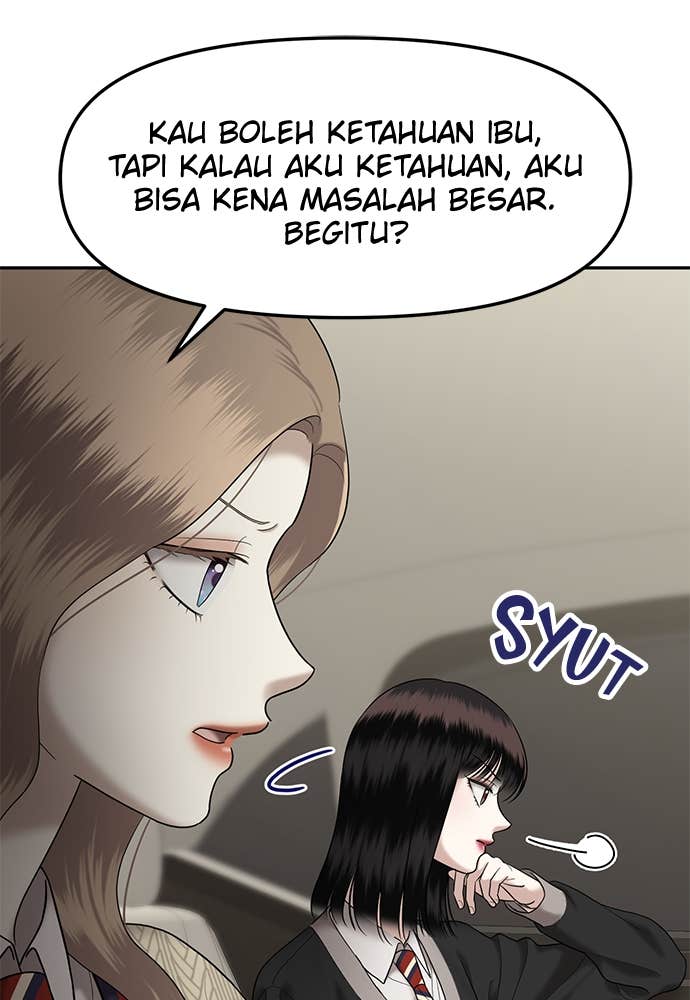 KAU BOLEH KETAHUAN IBU,
TAPI KALAU AKU KETAHUAN, AKU
BISA KENA MASALAH BESAR.
BEGITU?
SYUT